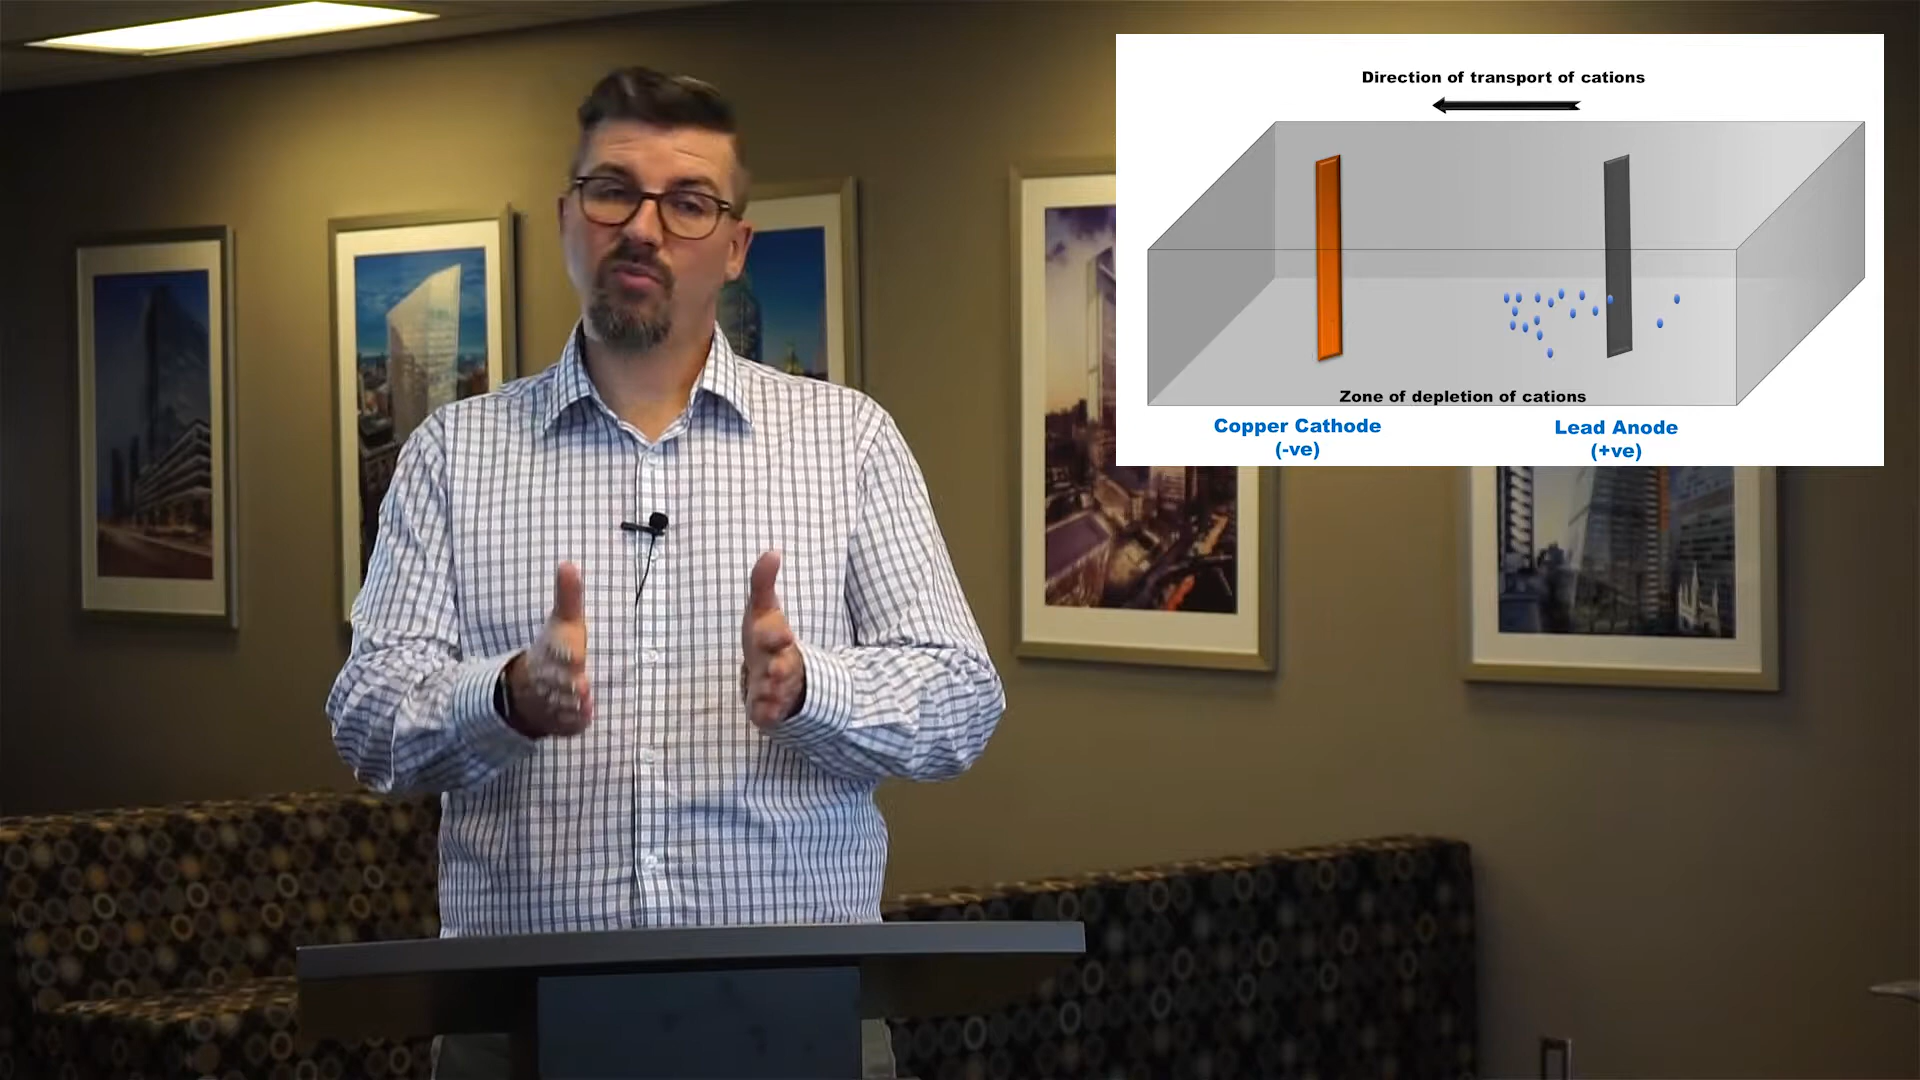 Direction of transport of cations
Zone of depletion of cations
Copper Cathode
(-ve)
Lead Anode
(+ve)